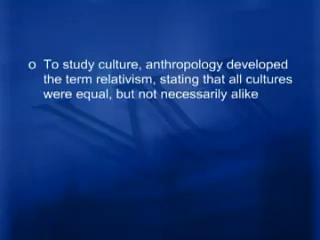 o To study culture, anthropology developed
the term relativism, stating that all cultures
were equal, but not necessarily alike